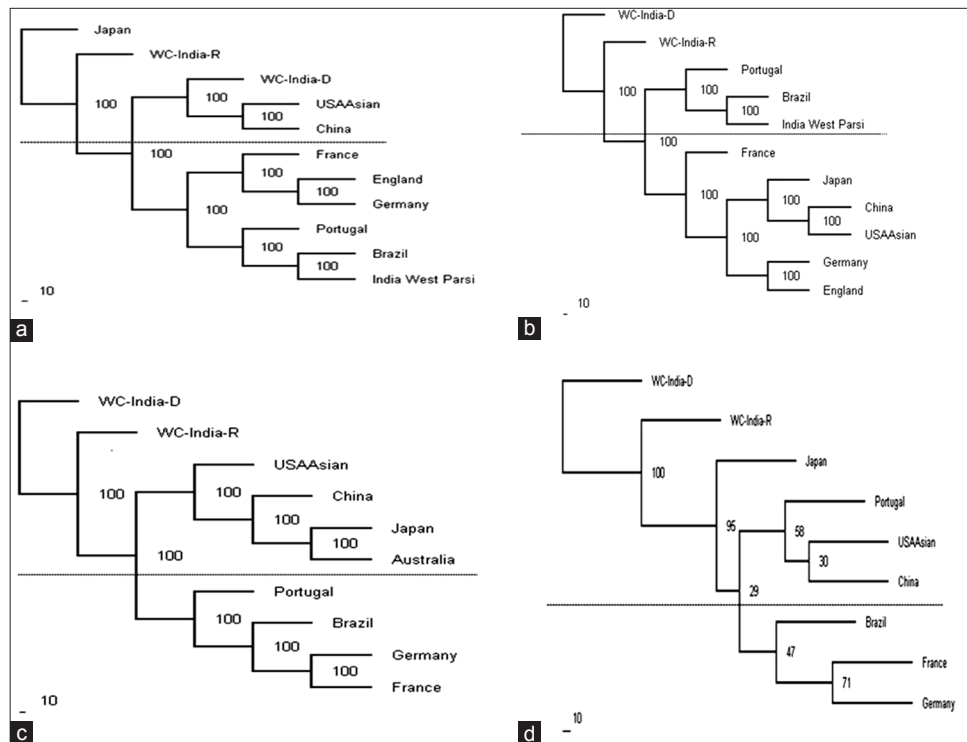 Japan
WC-India-R
WC-India-D
100
100
USAAsian
100
China
100
France
100
England
100
Germany
100
Portugal
100
Brazil
100
India West Parsi
10
a
WC-India-D
WC-India-R
Portugal
100
100
Brazil
100
India West Parsi
100
France
Japan
100
100
China
100
USAAsian
100
Germany
100
England
10
b
WC-India-D
WC-India-R
USAAsian
100
100
China
100
Japan
100
Australia
100
Portugal
100
Brazil
100
Germany
100
France
10
c
WC-India-D
WC-India-R
Japan
100
Portugal
95
58
USAAsian
30
China
29
Brazil
47
France
71
Germany
10
d